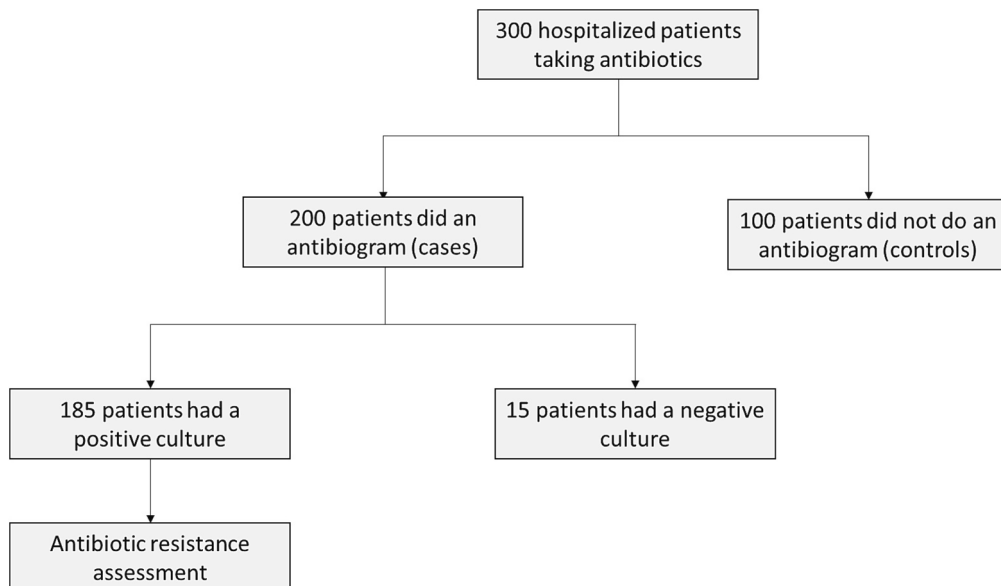 300 hospitalized patients
taking antibiotics
200 patients did an
antibiogram (cases)
100 patients did not do an
antibiogram (controls)
185 patients had a
positive culture
15 patients had a negative
culture
Antibiotic resistance
assessment